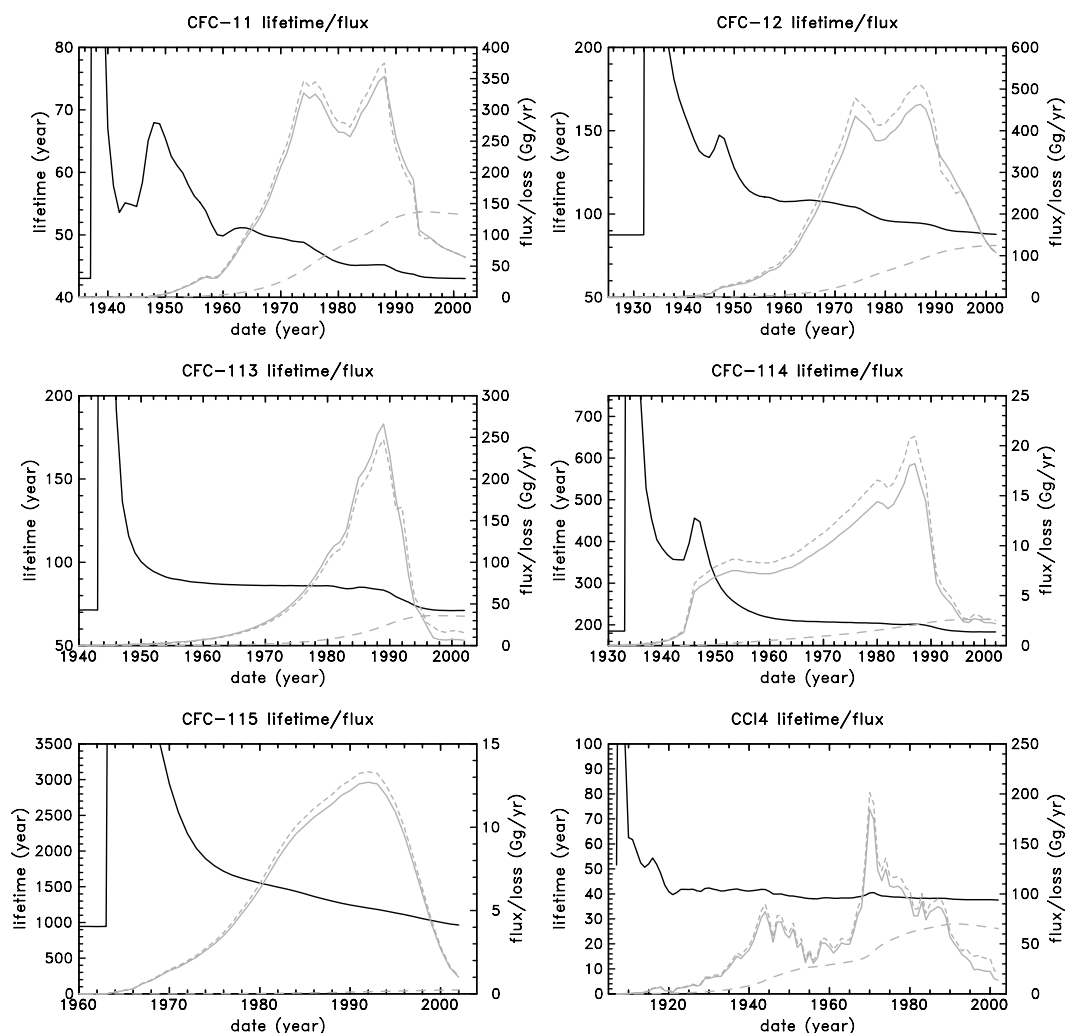 CFC-11 lifetime/flux
80
70
60
50
40
400
350
300
250
200
150
100
50
0
1940 1950 1960 1970 1980 1990 2000
lifetime (year)
flux/loss (Gg/yr)
date (year)
CFC-12 lifetime/flux
200
150
100
50
600
500
400
300
200
100
0
1930 1940 1950 1960 1970 1980 1990 2000
lifetime (year)
flux/loss (Gg/yr)
date (year)
CFC-113 lifetime/flux
200
150
100
50
300
250
200
150
100
50
0
1940 1950 1960 1970 1980 1990 2000
lifetime (year)
flux/loss (Gg/yr)
date (year)
CFC-114 lifetime/flux
700
600
500
400
300
200
25
20
15
10
5
0
1930 1940 1950 1960 1970 1980 1990 2000
lifetime (year)
flux/loss (Gg/yr)
date (year)
CFC-115 lifetime/flux
3500
3000
2500
2000
1500
1000
500
0
15
10
5
0
1960 1970 1980 1990 2000
lifetime (year)
flux/loss (Gg/yr)
date (year)
CCl4 lifetime/flux
100
90
80
70
60
50
40
30
20
10
0
250
200
150
100
50
0
1920 1940 1960 1980 2000
lifetime (year)
flux/loss (Gg/yr)
date (year)